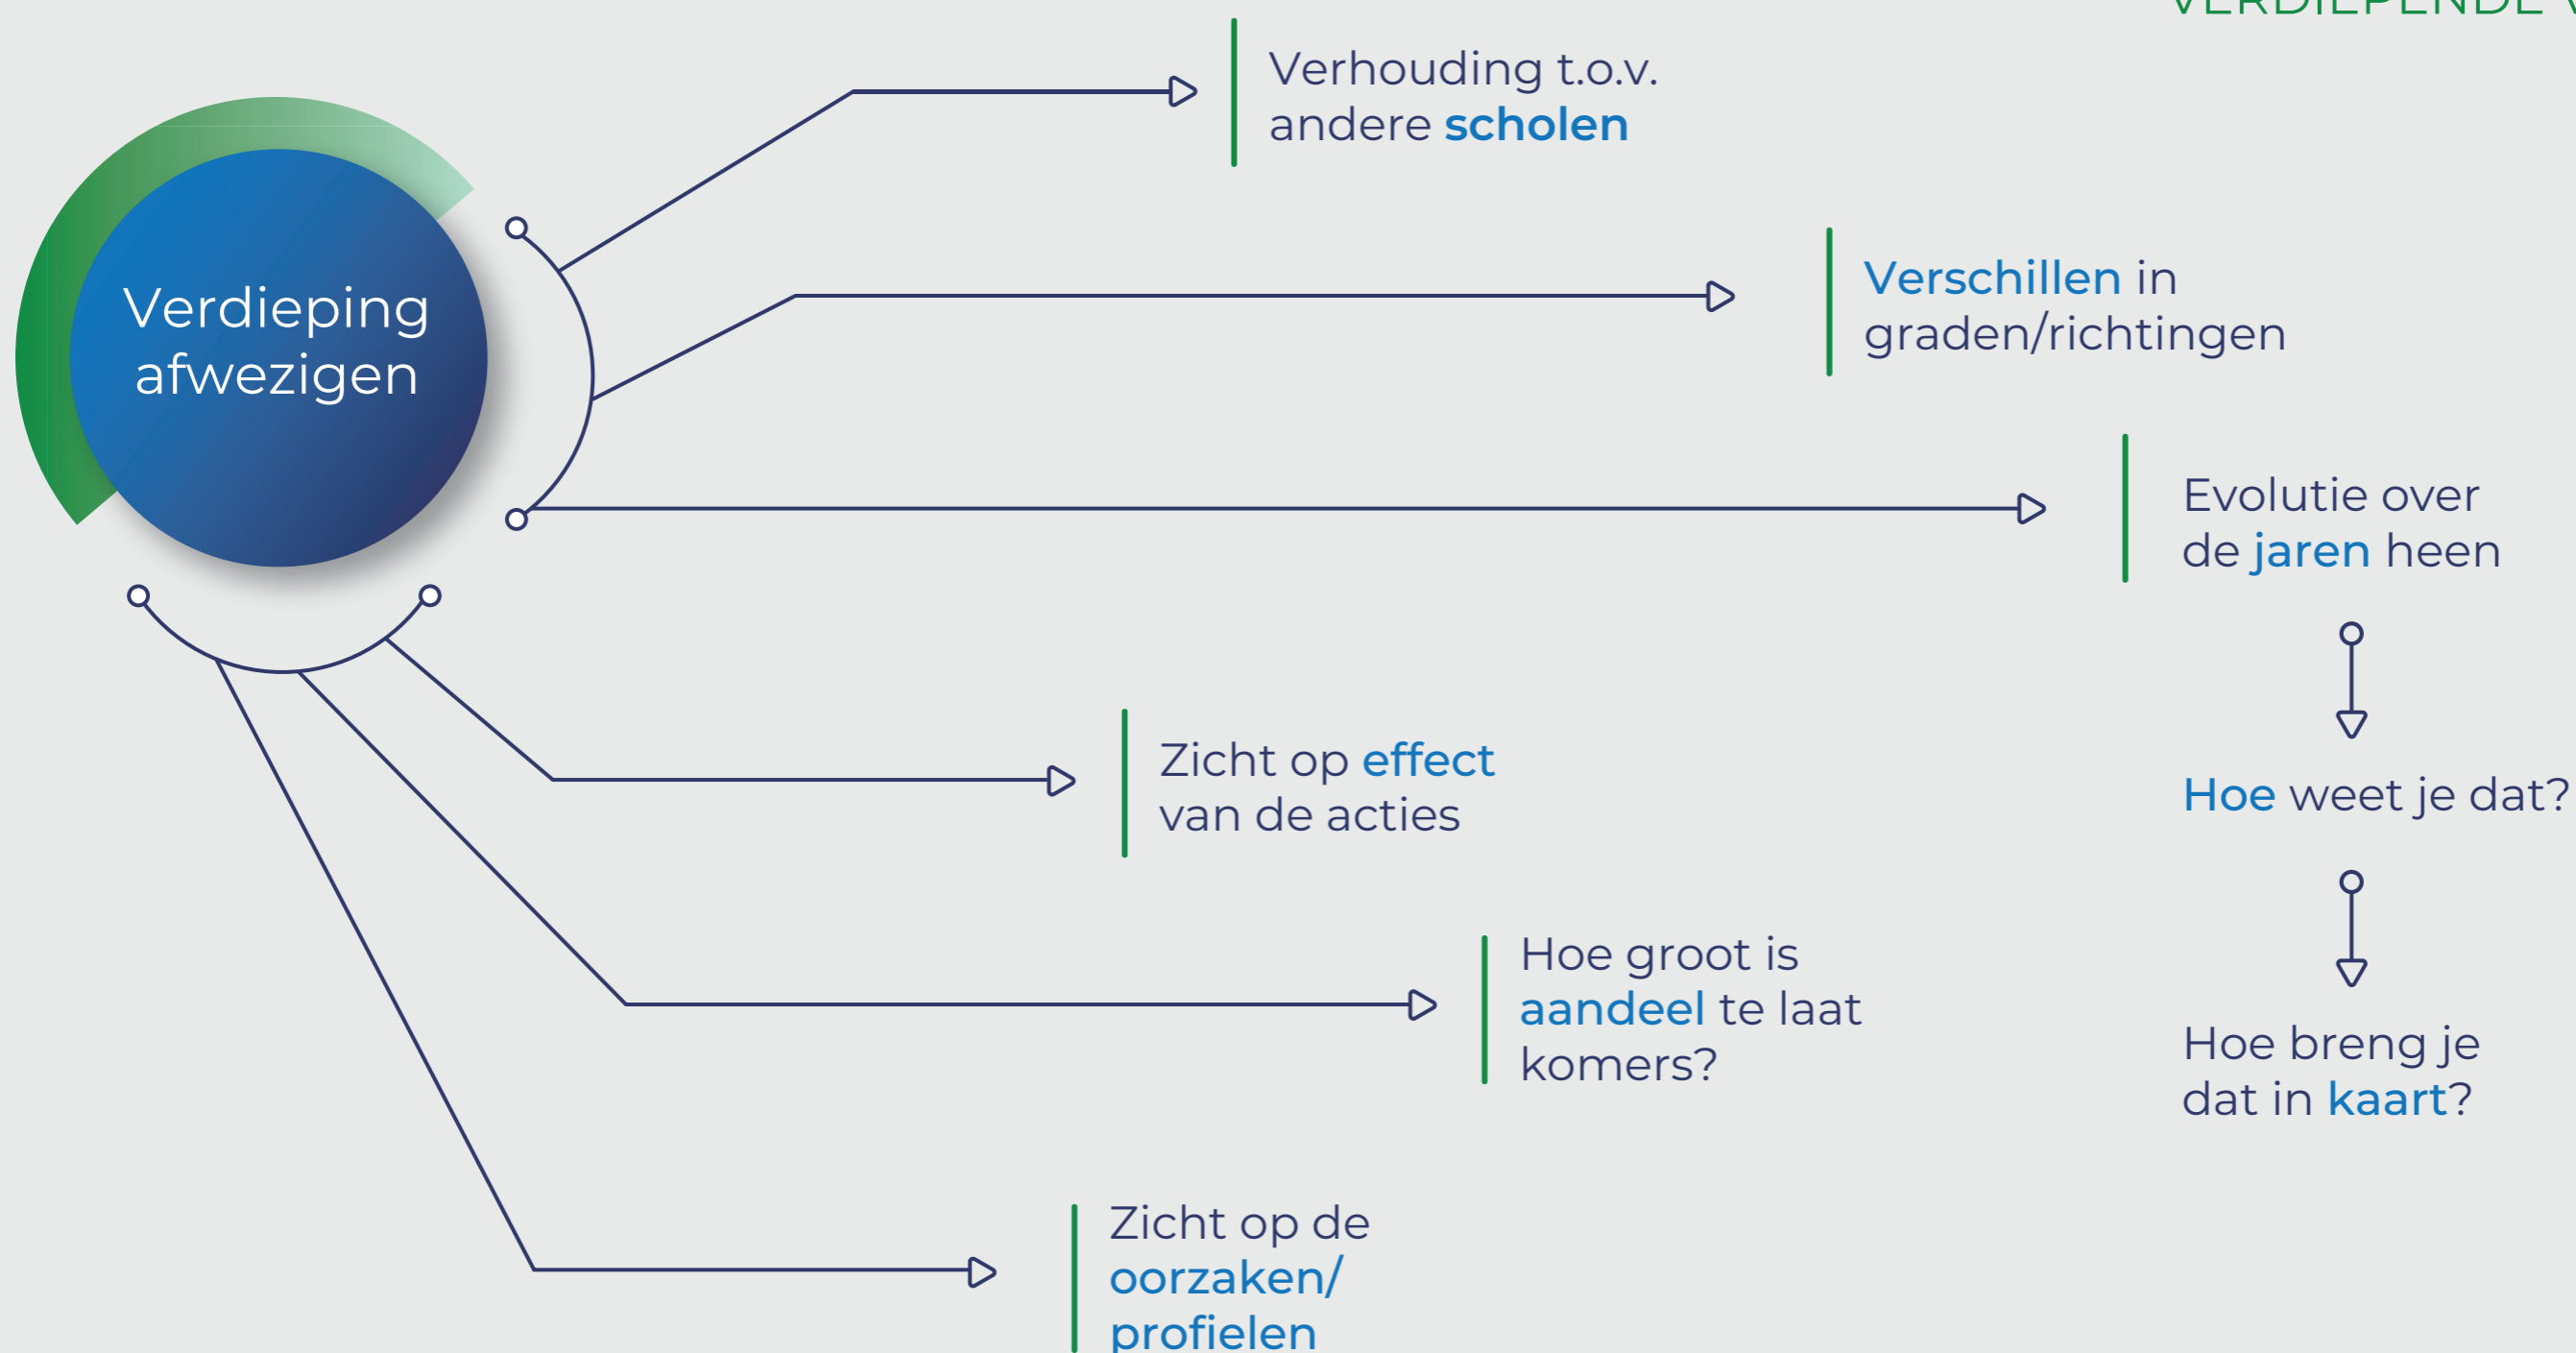 VERDIEPENDE
Verdieping
afwezigen
Verhouding t.o.v.
andere scholen
Verschillen in
graden/richtingen
Evolutie over
de jaren heen
Hoe weet je dat?
Hoe breng je
dat in kaart?
Zicht op effect
van de acties
Hoe groot is
aandeel te laat
komers?
Zicht op de
oorzaken/
profielen